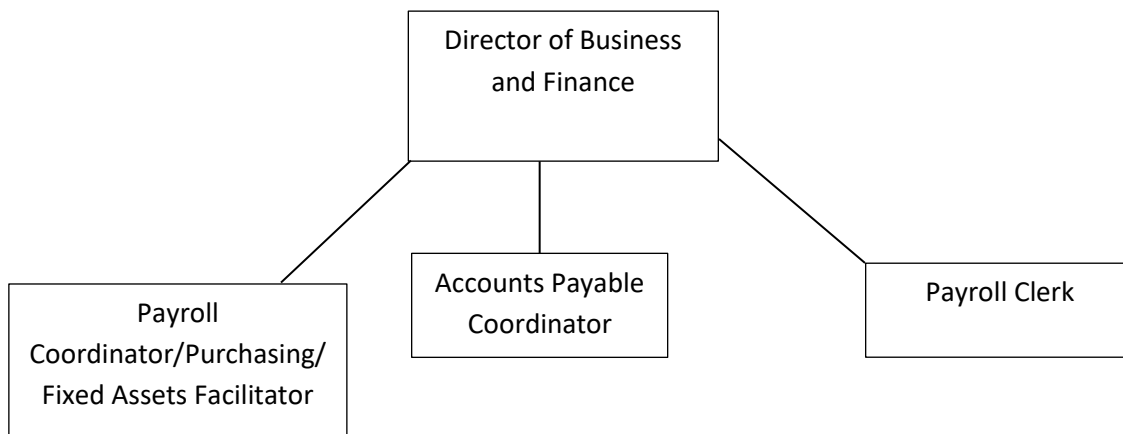 Director of Business
and Finance
Payroll
Coordinator/Purchasing/
Fixed Assets Facilitator
Accounts Payable
Coordinator
Payroll Clerk